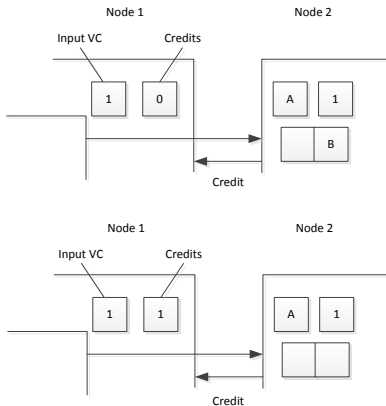 Node 1 Node 2
Input VC Credits
1 0 A 1
B
Credit
Node 1 Node 2
Input VC Credits
1 1 A 1
Credit